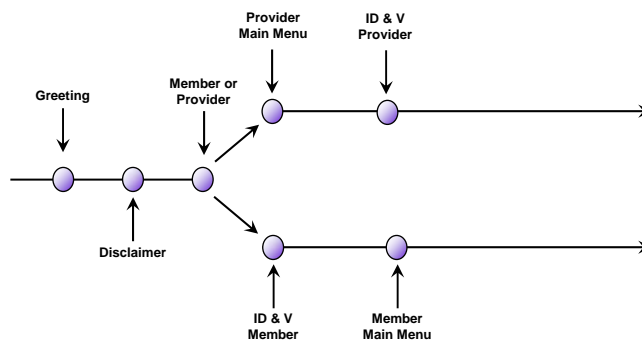 Provider
Main Menu
ID & V
Provider
Greeting
Member or
Provider
Disclaimer
ID & V
Member
Member
Main Menu